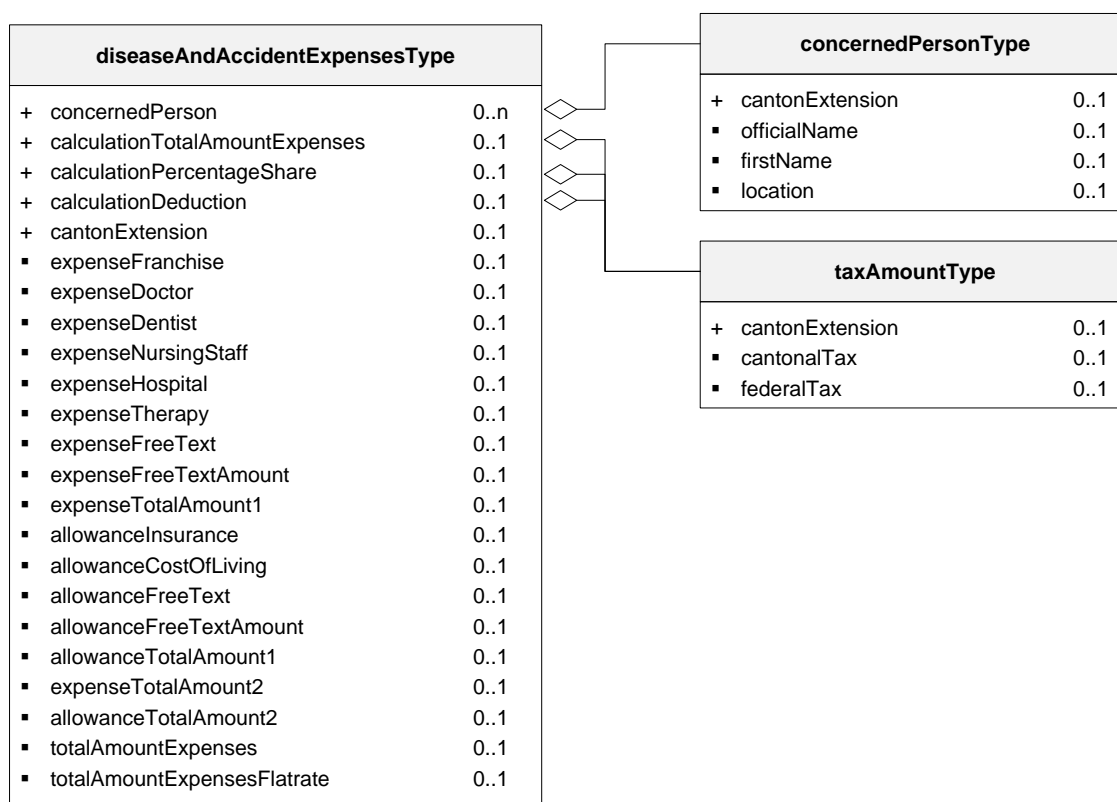 diseaseAndAccidentExpensesType
+ concernedPerson 0..n
+ calculationTotalAmountExpenses 0..1
+ calculationPercentageShare 0..1
+ calculationDeduction 0..1
+ cantonExtension 0..1
▪ expenseFranchise 0..1
▪ expenseDoctor 0..1
▪ expenseDentist 0..1
▪ expenseNursingStaff 0..1
▪ expenseHospital 0..1
▪ expenseTherapy 0..1
▪ expenseFreeText 0..1
▪ expenseFreeTextAmount 0..1
▪ expenseTotalAmount1 0..1
▪ allowanceInsurance 0..1
▪ allowanceCostOfLiving 0..1
▪ allowanceFreeText 0..1
▪ allowanceFreeTextAmount 0..1
▪ allowanceTotalAmount1 0..1
▪ expenseTotalAmount2 0..1
▪ allowanceTotalAmount2 0..1
▪ totalAmountExpenses 0..1
▪ totalAmountExpensesFlatrate 0..1
concernedPersonType
+ cantonExtension 0..1
▪ officialName 0..1
▪ firstName 0..1
▪ location 0..1
taxAmountType
+ cantonExtension 0..1
▪ cantonalTax 0..1
▪ federalTax 0..1